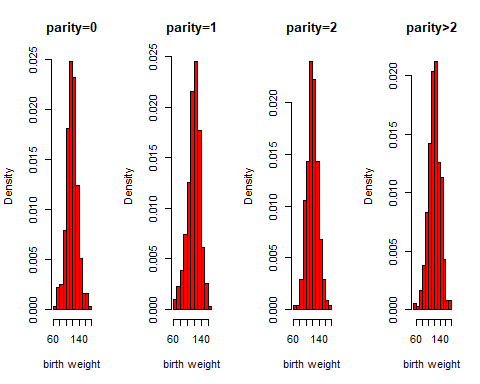 parity=0
parity=1
parity=2
parity>2
Density
0.000
0.005
0.010
0.015
0.020
0.025
60
140
birth weight
Density
0.000
0.005
0.010
0.015
0.020
0.025
60
140
birth weight
Density
0.000
0.005
0.010
0.015
0.020
60
140
birth weight
Density
0.000
0.005
0.010
0.015
0.020
60
140
birth weight